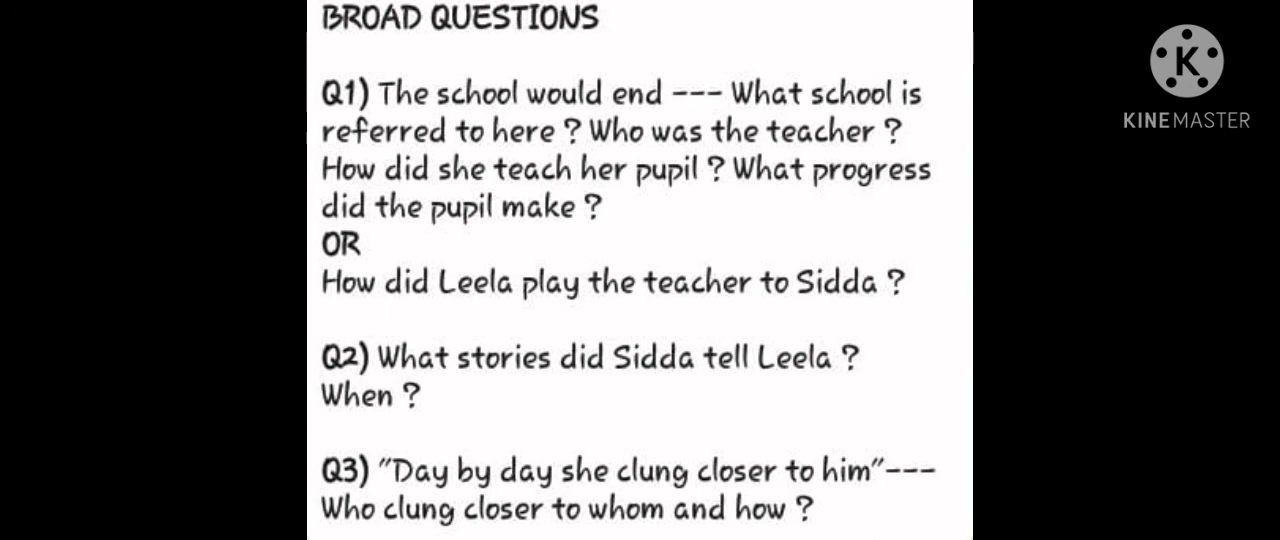 BROAD QUESTIONS
Q1) The school would end --- What school is
referred to here ? Who was the teacher ?
How did she teach her pupil ? What progress
did the pupil make ?
OR
How did Leela play the teacher to Sidda ?
Q2) What stories did Sidda tell Leela ?
When ?
Q3) "Day by day she clung closer to him"---
Who clung closer to whom and how ?
K
KINEMASTER